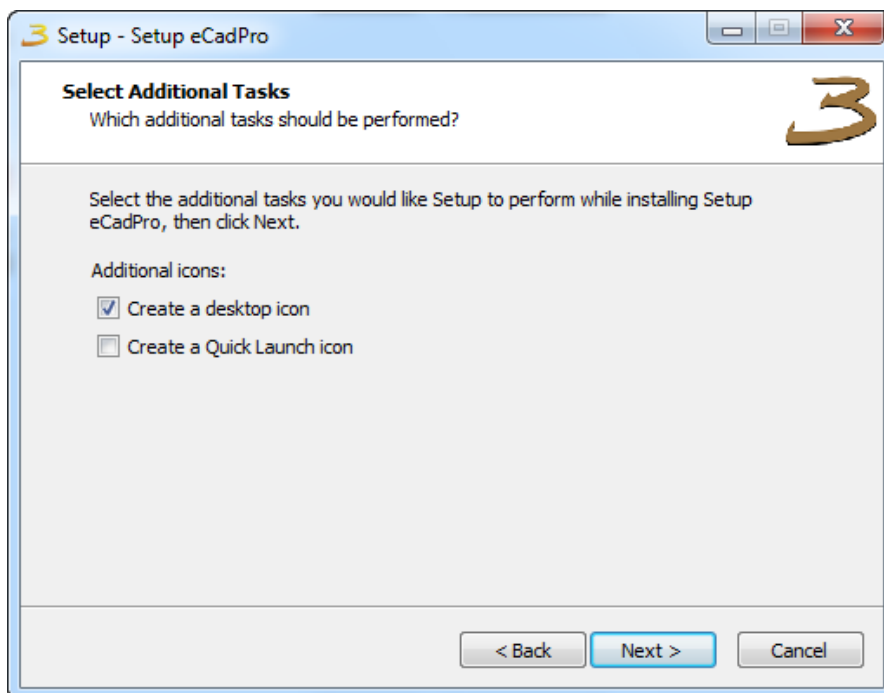 Setup - Setup eCadPro
Select Additional Tasks
Which additional tasks should be performed?
Select the additional tasks you would like Setup to perform while installing Setup
eCadPro, then click Next.
Additional icons:
Create a desktop icon
Create a Quick Launch icon
< Back
Next >
Cancel